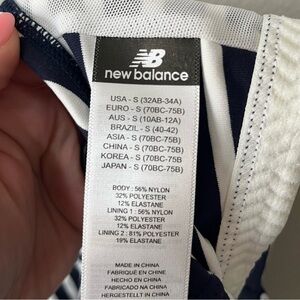 NB
new balance
USA - S (32AB-34A)
EURO - S (70BC-75B)
AUS - S (10AB-12A)
BRAZIL - S (40-42)
ASIA - S (70BC-75B)
CHINA - S (70BC-75B)
KOREA - S (70BC-75B)
JAPAN - S (70BC-75B)
BODY : 56% NYLON
32% POLYESTER
12% ELASTANE
LINING 1 : 56% NYLON
32% POLYESTER
12% ELASTANE
LINING 2 : 81% POLYESTER
19% ELASTANE
MADE IN CHINA
FABRIQUÉ EN CHINE
HECHO EN CHINA
FABRICADO NA CHINA
HERGESTELLT IN CHINA